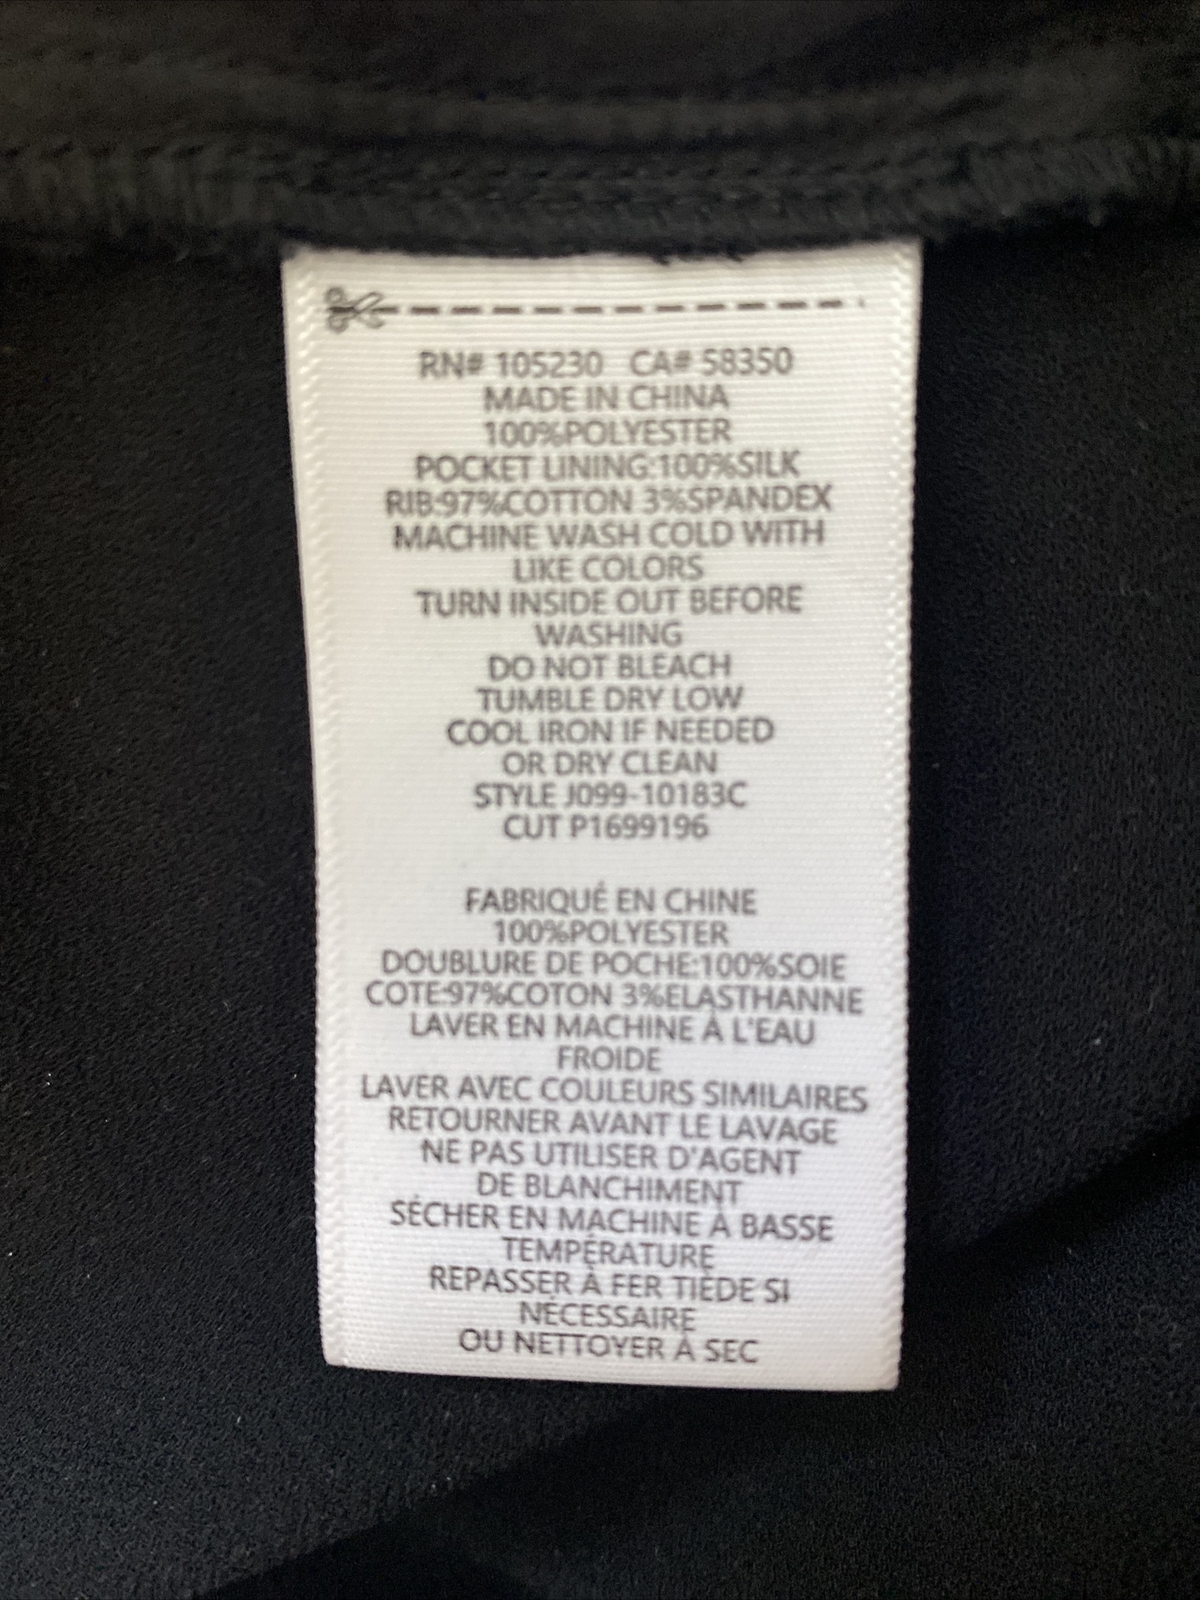 RN# 105230 CA# 58350
MADE IN CHINA
100%POLYESTER
POCKET LINING:100%SILK
RIB:97%COTTON 3%SPANDEX
MACHINE WASH COLD WITH
LIKE COLORS
TURN INSIDE OUT BEFORE
WASHING
DO NOT BLEACH
TUMBLE DRY LOW
COOL IRON IF NEEDED
OR DRY CLEAN
STYLE J099-10183C
CUT P1699196
FABRIQUÉ EN CHINE
100%POLYESTER
DOUBLURE DE POCHE:100%SOIE
COTE:97%COTON 3%ELASTHANNE
LAVER EN MACHINE À L'EAU
FROIDE
LAVER AVEC COULEURS SIMILAIRES
RETOURNER AVANT LE LAVAGE
NE PAS UTILISER D'AGENT
DE BLANCHIMENT
SÉCHER EN MACHINE À BASSE
TEMPÉRATURE
REPASSER À FER TIÈDE SI
NÉCESSAIRE
OU NETTOYER À SEC